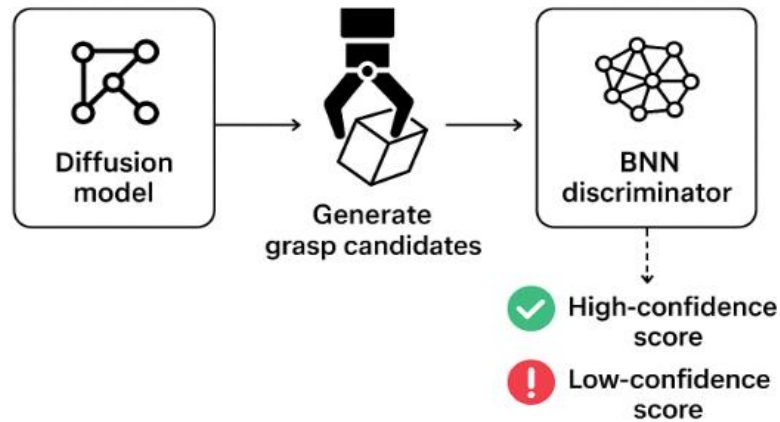 Diffusion
model
Generate
grasp candidates
BNN
discriminator
High-confidence
score
Low-confidence
score